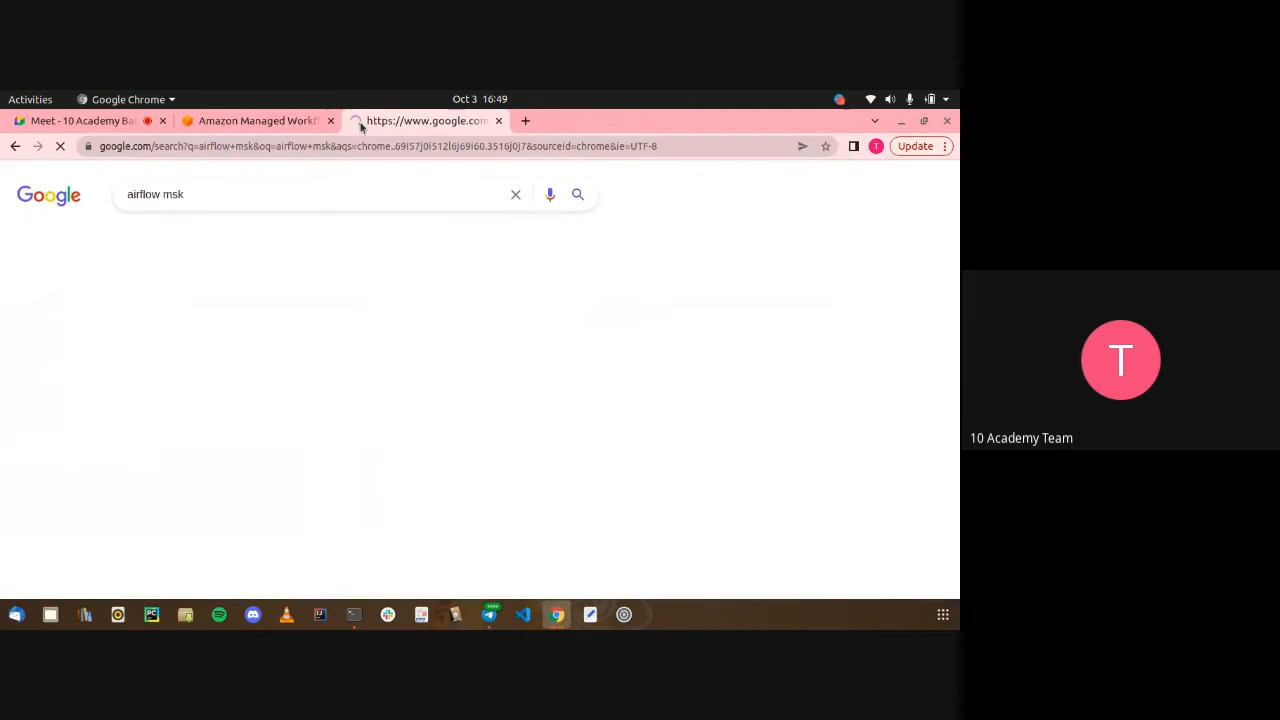 Activities
Google Chrome
Oct 3 16:49
Meet - 10 Academy Ba
Amazon Managed Workf
https://www.google.com
google.com/search?q=airflow+msk&oq=airflow+msk&aqs=chrome..69i57j0i512l6j69i60.3516j0j7&sourceid=chrome&ie=UTF-8
T
Update
Google
airflow msk
T
10 Academy Team
PC